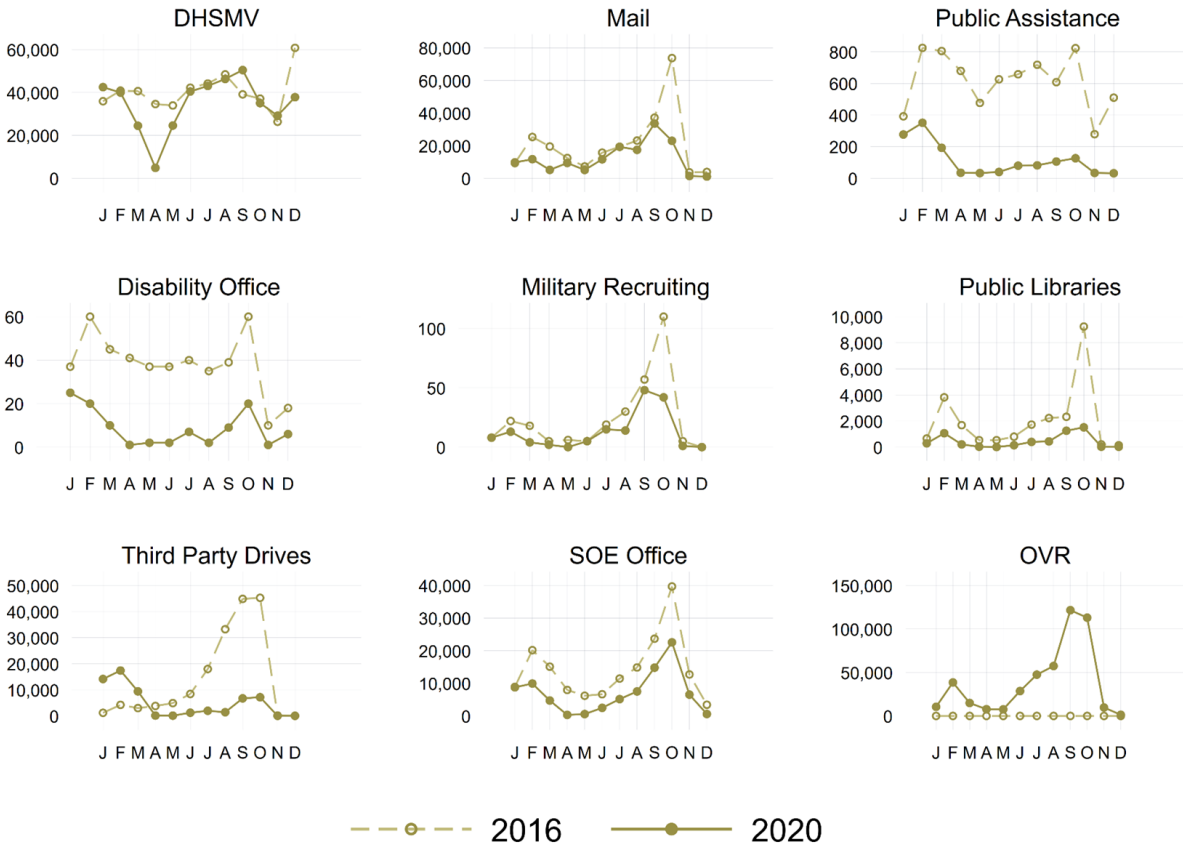 DHSMV
60,000
40,000
20,000
0
J F M A M J J A S O N D
Mail
80,000
60,000
40,000
20,000
0
J F M A M J J A S O N D
Public Assistance
800
600
400
200
0
J F M A M J J A S O N D
Disability Office
60
40
20
0
J F M A M J J A S O N D
Military Recruiting
100
50
0
J F M A M J J A S O N D
Public Libraries
10,000
8,000
6,000
4,000
2,000
0
J F M A M J J A S O N D
Third Party Drives
50,000
40,000
30,000
20,000
10,000
0
J F M A M J J A S O N D
SOE Office
40,000
30,000
20,000
10,000
0
J F M A M J J A S O N D
OVR
150,000
100,000
50,000
0
J F M A M J J A S O N D
2016
2020